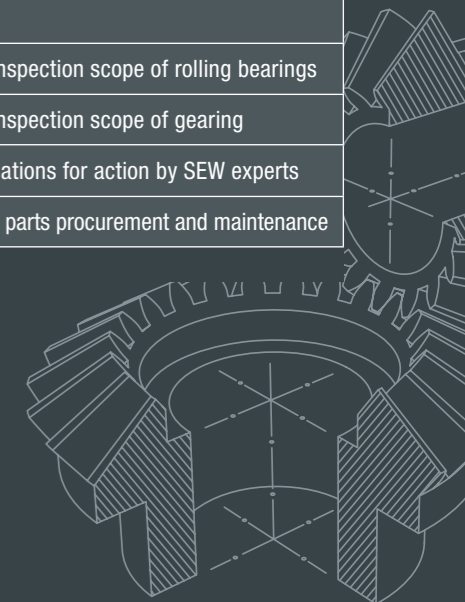 nspection scope of rolling bearings
nspection scope of gearing
ations for action by SEW experts
parts procurement and maintenance